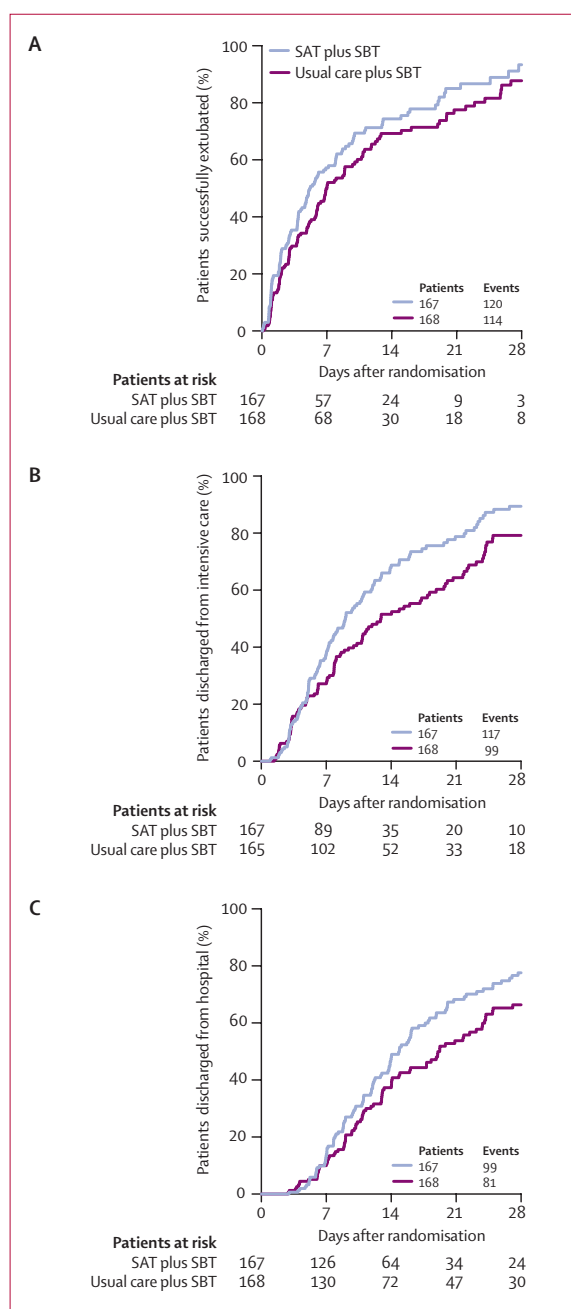 A
100
SAT plus SBT
Usual care plus SBT
80
60
40
20
0
Patients successfully extubated (%)
Patients Events
167 120
168 114
0 7 14 21 28
Days after randomisation
Patients at risk
SAT plus SBT 167 57 24 9 3
Usual care plus SBT 168 68 30 18 8
B
100
80
60
40
20
0
Patients discharged from intensive care (%)
Patients Events
167 117
168 99
0 7 14 21 28
Days after randomisation
Patients at risk
SAT plus SBT 167 89 35 20 10
Usual care plus SBT 165 102 52 33 18
C
100
80
60
40
20
0
Patients discharged from hospital (%)
Patients Events
167 99
168 81
0 7 14 21 28
Days after randomisation
Patients at risk
SAT plus SBT 167 126 64 34 24
Usual care plus SBT 168 130 72 47 30